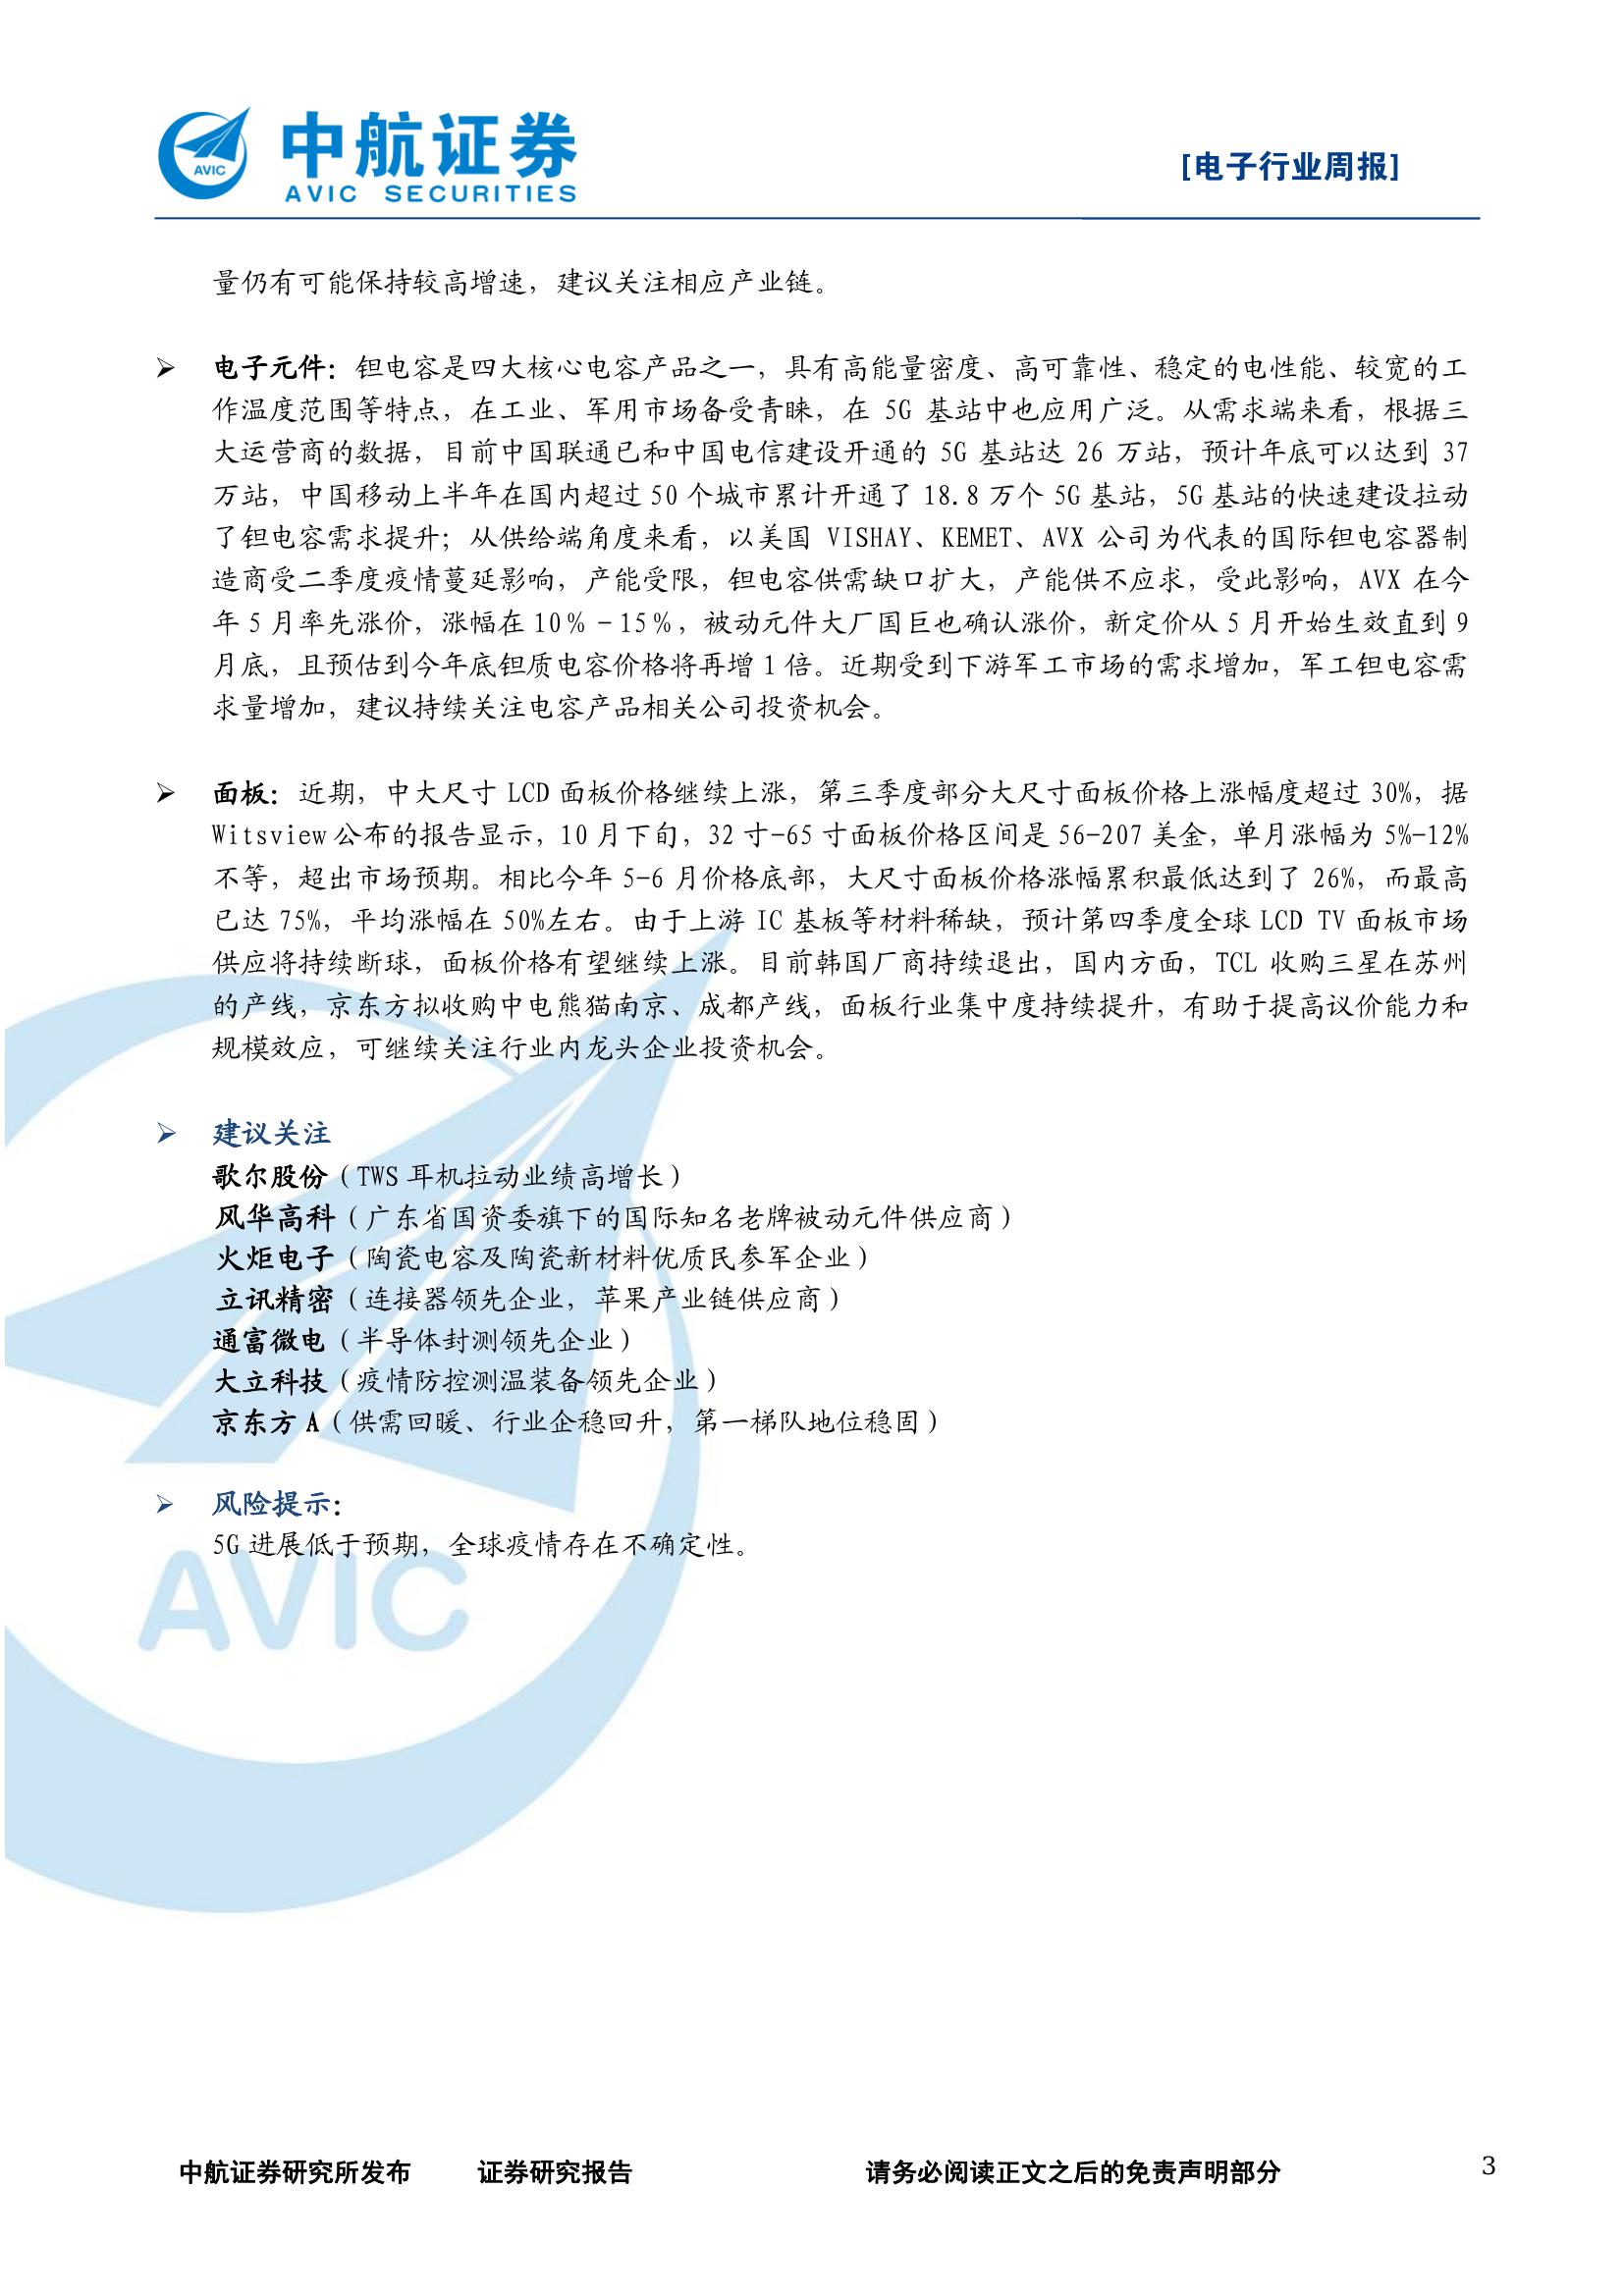 AVIC
中航证券
AVIC SECURITIES
[电子行业周报]
量仍有可能保持较高增速，建议关注相应产业链。
➢ 电子元件：钽电容是四大核心电容产品之一，具有高能量密度、高可靠性、稳定的电性能、较宽的工
作温度范围等特点，在工业、军用市场备受青睐，在 5G 基站中也应用广泛。从需求端来看，根据三
大运营商的数据，目前中国联通已和中国电信建设开通的 5G 基站达 26 万站，预计年底可以达到 37
万站，中国移动上半年在国内超过 50 个城市累计开通了 18.8 万个 5G 基站，5G 基站的快速建设拉动
了钽电容需求提升；从供给端角度来看，以美国 VISHAY、KEMET、AVX 公司为代表的国际钽电容器制
造商受二季度疫情蔓延影响，产能受限，钽电容供需缺口扩大，产能供不应求，受此影响，AVX 在今
年 5 月率先涨价，涨幅在 10％－15％，被动元件大厂国巨也确认涨价，新定价从 5 月开始生效直到 9
月底，且预估到今年底钽质电容价格将再增 1 倍。近期受到下游军工市场的需求增加，军工钽电容需
求量增加，建议持续关注电容产品相关公司投资机会。
➢ 面板：近期，中大尺寸 LCD 面板价格继续上涨，第三季度部分大尺寸面板价格上涨幅度超过 30%，据
Witsview 公布的报告显示，10 月下旬，32 寸-65 寸面板价格区间是 56-207 美金，单月涨幅为 5%-12%
不等，超出市场预期。相比今年 5-6 月价格底部，大尺寸面板价格涨幅累积最低达到了 26%，而最高
已达 75%，平均涨幅在 50%左右。由于上游 IC 基板等材料稀缺，预计第四季度全球 LCD TV 面板市场
供应将持续断球，面板价格有望继续上涨。目前韩国厂商持续退出，国内方面，TCL 收购三星在苏州
的产线，京东方拟收购中电熊猫南京、成都产线，面板行业集中度持续提升，有助于提高议价能力和
规模效应，可继续关注行业内龙头企业投资机会。
➢ 建议关注
歌尔股份（TWS 耳机拉动业绩高增长）
风华高科（广东省国资委旗下的国际知名老牌被动元件供应商）
火炬电子（陶瓷电容及陶瓷新材料优质民参军企业）
立讯精密（连接器领先企业，苹果产业链供应商）
通富微电（半导体封测领先企业）
大立科技（疫情防控测温装备领先企业）
京东方 A（供需回暖、行业企稳回升，第一梯队地位稳固）
➢ 风险提示：
5G 进展低于预期，全球疫情存在不确定性。
AVIC
中航证券研究所发布 证券研究报告 请务必阅读正文之后的免责声明部分 3